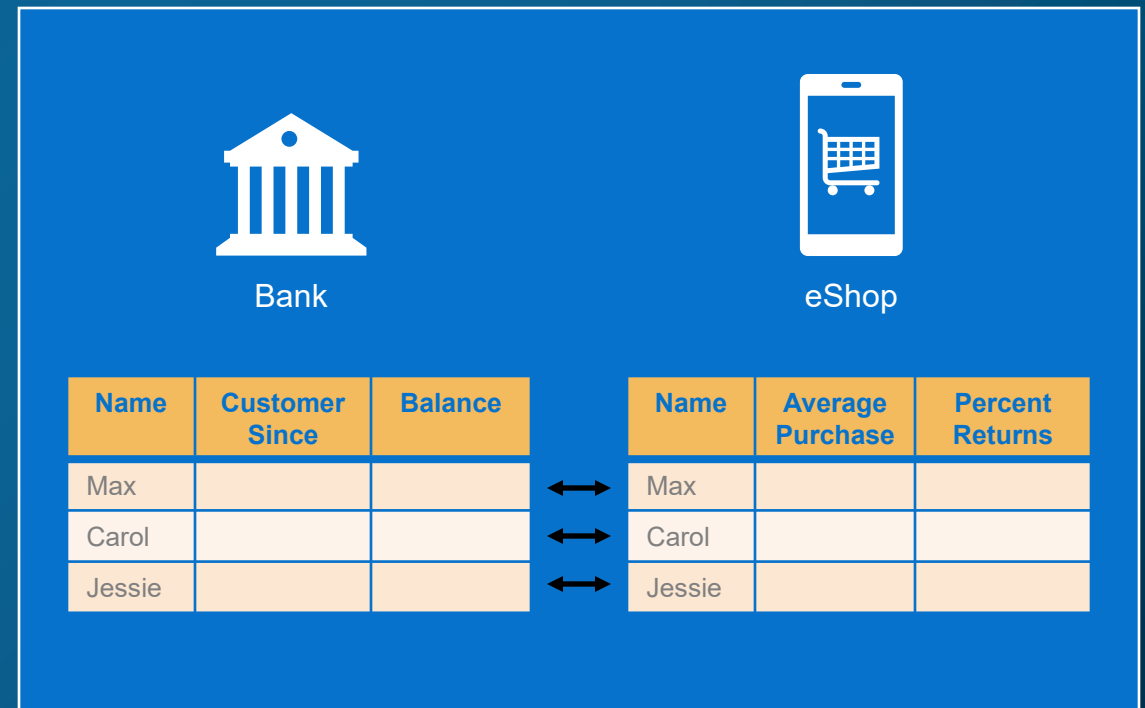 Bank
eShop
Name Customer Since Balance
Max
Carol
Jessie
Name Average Purchase Percent Returns
Max
Carol
Jessie